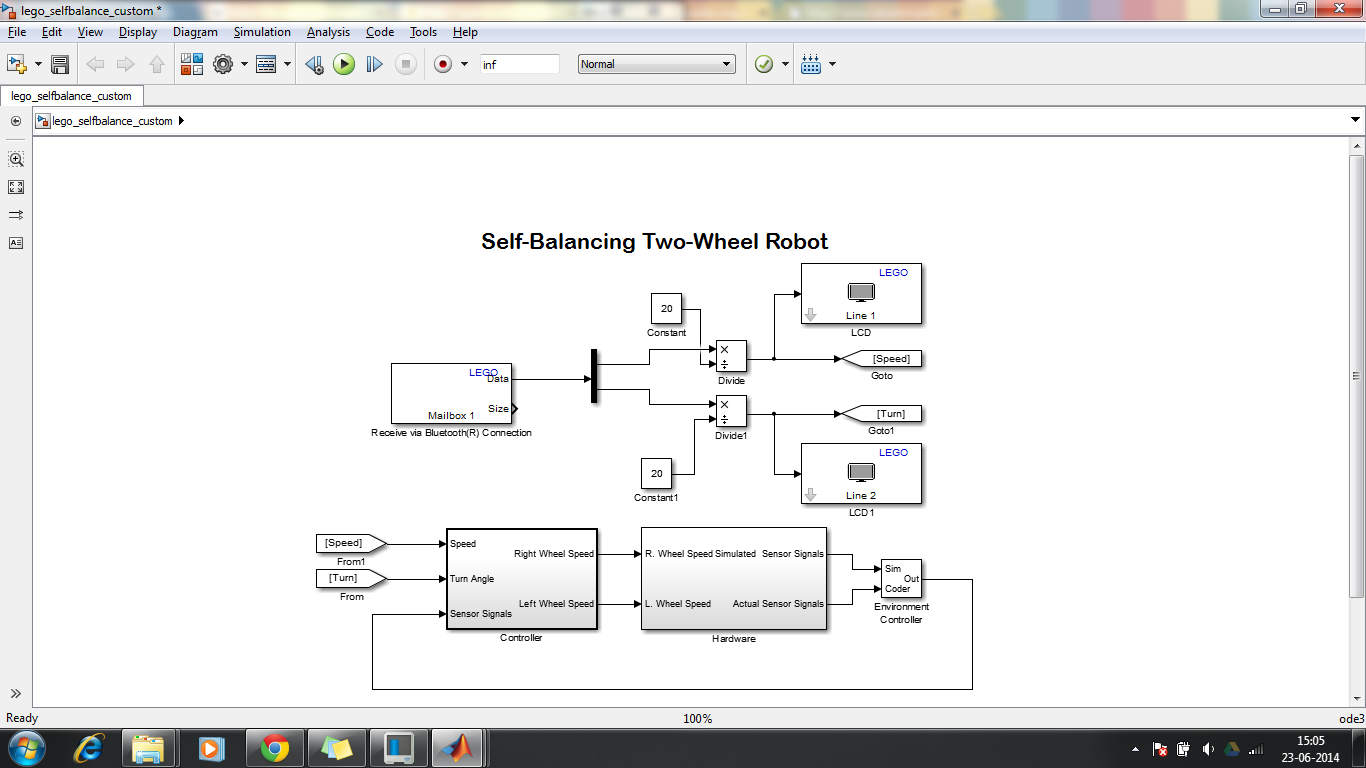 lego_selfbalance_custom *
File Edit View Display Diagram Simulation Analysis Code Tools Help
inf
Normal
lego_selfbalance_custom
lego_selfbalance_custom
Self-Balancing Two-Wheel Robot
LEGO
Line 1
LCD
20
Constant
Divide
[Speed]
Goto
LEGO
Data
Size
Mailbox 1
Receive via Bluetooth(R) Connection
Divide1
[Turn]
Goto1
20
Constant1
LEGO
Line 2
LCD1
[Speed]
From1
[Turn]
From
Speed
Turn Angle
Sensor Signals
Right Wheel Speed
Left Wheel Speed
Controller
R. Wheel Speed
L. Wheel Speed
Simulated Sensor Signals
Actual Sensor Signals
Hardware
Sim
Coder
Out
Environment
Controller
Ready
100%
ode3
15:05
23-06-2014